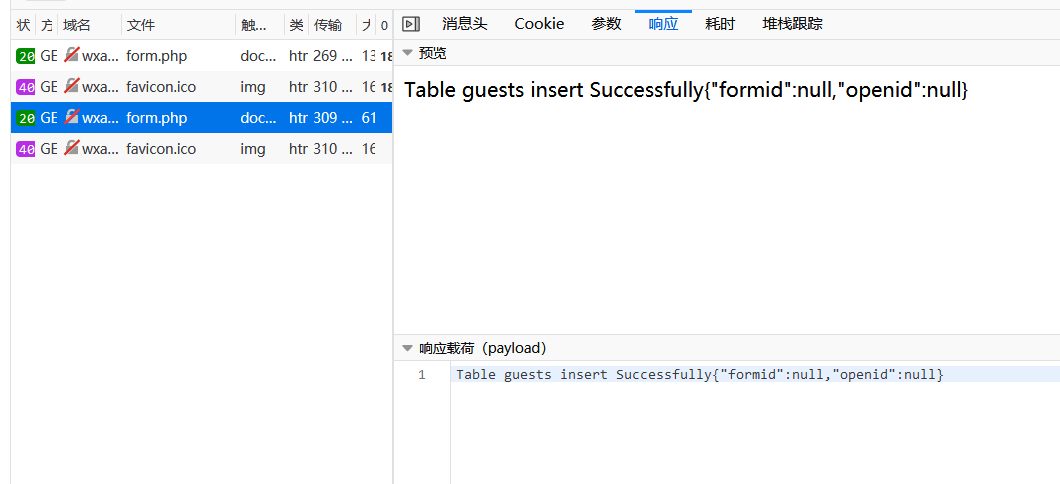 状 方 域名 文件 触... 类 传输 大 0
消息头 Cookie 参数 响应 耗时 堆栈跟踪
20 GE wxa... form.php doc... htr 269 ... 13 18
40 GE wxa... favicon.ico img htr 310 ... 16 18
20 GE wxa... form.php doc... htr 309 ... 61
40 GE wxa... favicon.ico img htr 310 ... 16
预览
Table guests insert Successfully{"formid":null,"openid":null}
响应载荷（payload）
1 Table guests insert Successfully{"formid":null,"openid":null}